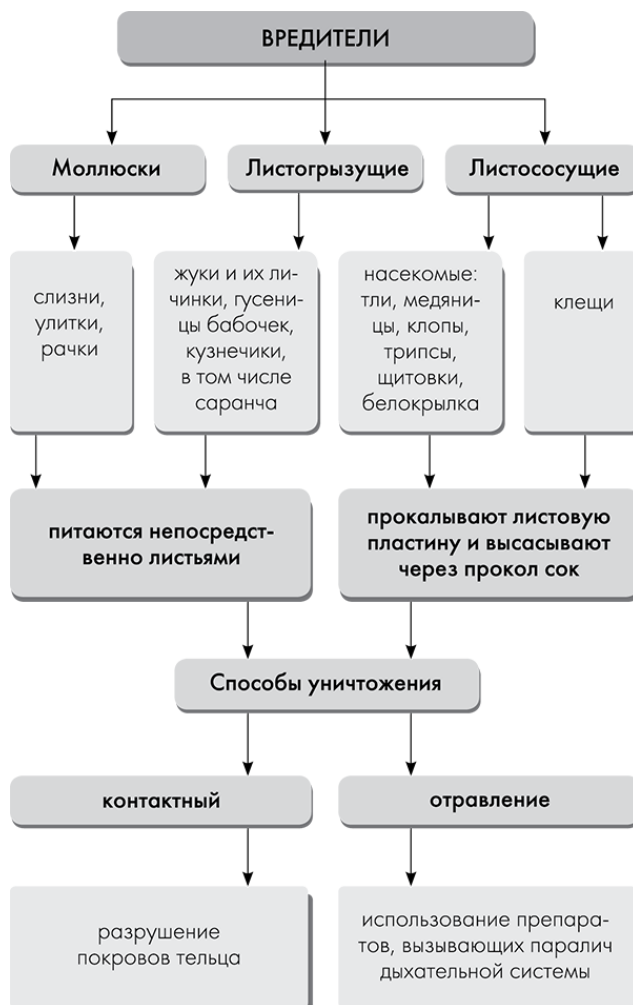 ВРЕДИТЕЛИ
Моллюски
Листогрызущие
Листососущие
слизни,
улитки,
рачки
жуки и их ли-
чинки, гусени-
цы бабочек,
кузнечики,
в том числе
саранча
насекомые:
тли, медяни-
цы, клопы,
трипсы,
щитовки,
белокрылка
клещи
питаются непосредст-
венно листьями
прокалывают листовую
пластину и высасывают
через прокол сок
Способы уничтожения
контактный
отравление
разрушение
покровов тельца
использование препара-
тов, вызывающих паралич
дыхательной системы